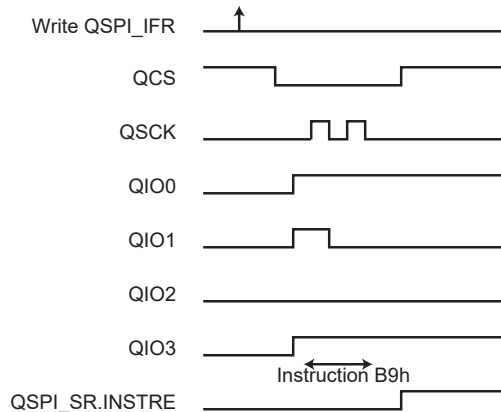 Write QSPI_IFR
QCS
QSCK
QIO0
QIO1
QIO2
QIO3
Instruction B9h
QSPI_SR.INSTRE